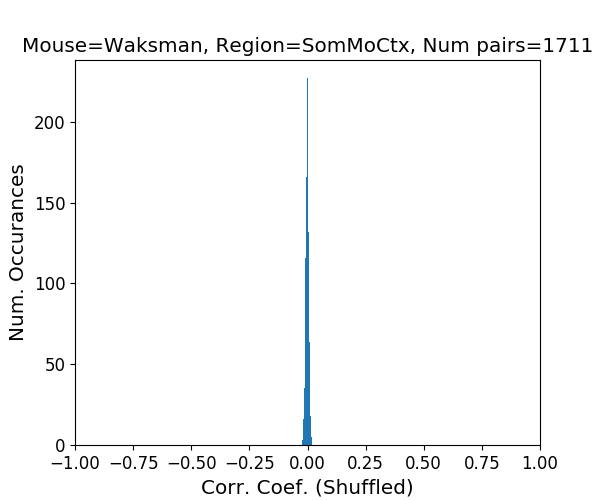 Mouse=Waksman, Region=SomMoCtx, Num pairs=1711
Num. Occurances
200
150
100
50
0
−1.00 −0.75 −0.50 −0.25 0.00 0.25 0.50 0.75 1.00
Corr. Coef. (Shuffled)